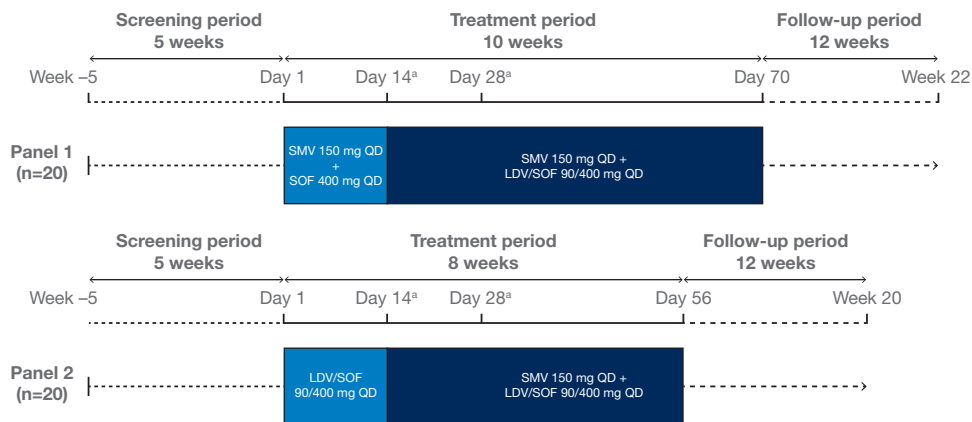 Screening period
5 weeks
Treatment period
10 weeks
Follow-up period
12 weeks
Week –5
Day 1
Day 14ª
Day 28ª
Day 70
Week 22
Panel 1
(n=20)
SMV 150 mg QD
+
SOF 400 mg QD
SMV 150 mg QD +
LDV/SOF 90/400 mg QD
Screening period
5 weeks
Treatment period
8 weeks
Follow-up period
12 weeks
Week –5
Day 1
Day 14ª
Day 28ª
Day 56
Week 20
Panel 2
(n=20)
LDV/SOF
90/400 mg QD
SMV 150 mg QD +
LDV/SOF 90/400 mg QD